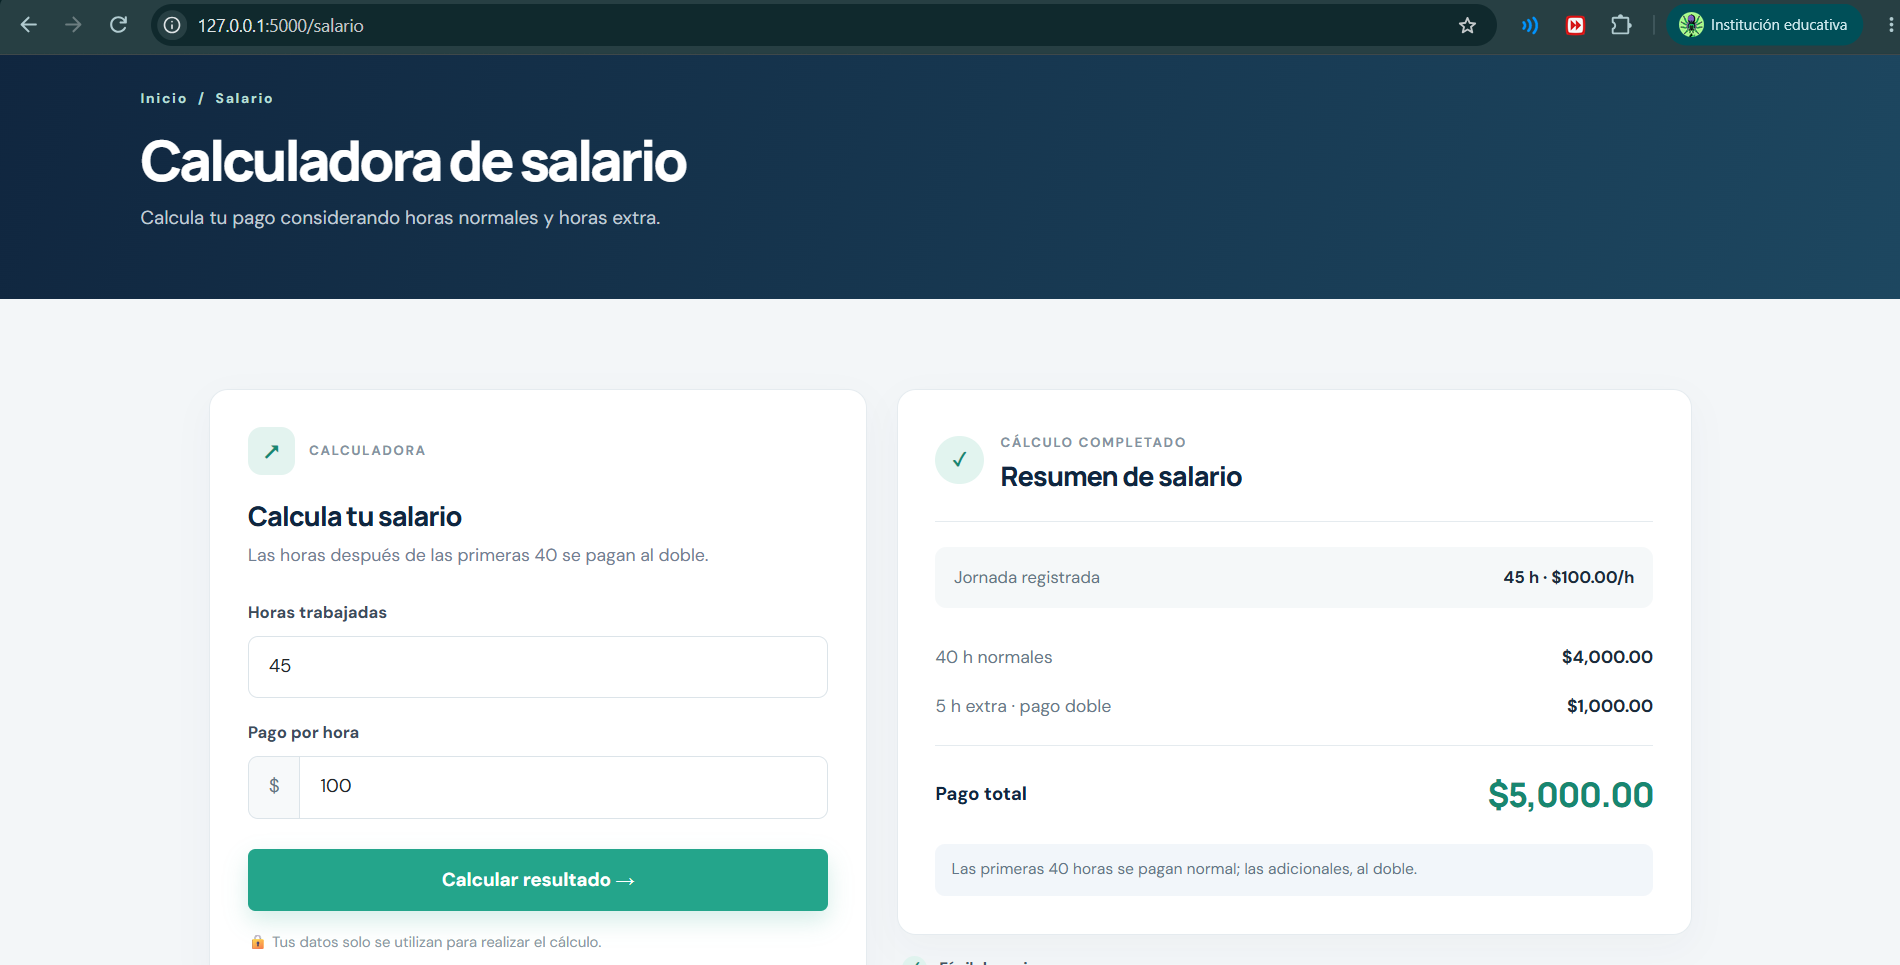 127.0.0.1:5000/salario
Institución educativa
Inicio / Salario
Calculadora de salario
Calcula tu pago considerando horas normales y horas extra.
CALCULADORA
Calcula tu salario
Las horas después de las primeras 40 se pagan al doble.
Horas trabajadas
45
Pago por hora
$ 100
Calcular resultado →
Tus datos solo se utilizan para realizar el cálculo.
CÁLCULO COMPLETADO
Resumen de salario
Jornada registrada 45 h · $100.00/h
40 h normales $4,000.00
5 h extra · pago doble $1,000.00
Pago total $5,000.00
Las primeras 40 horas se pagan normal; las adicionales, al doble.